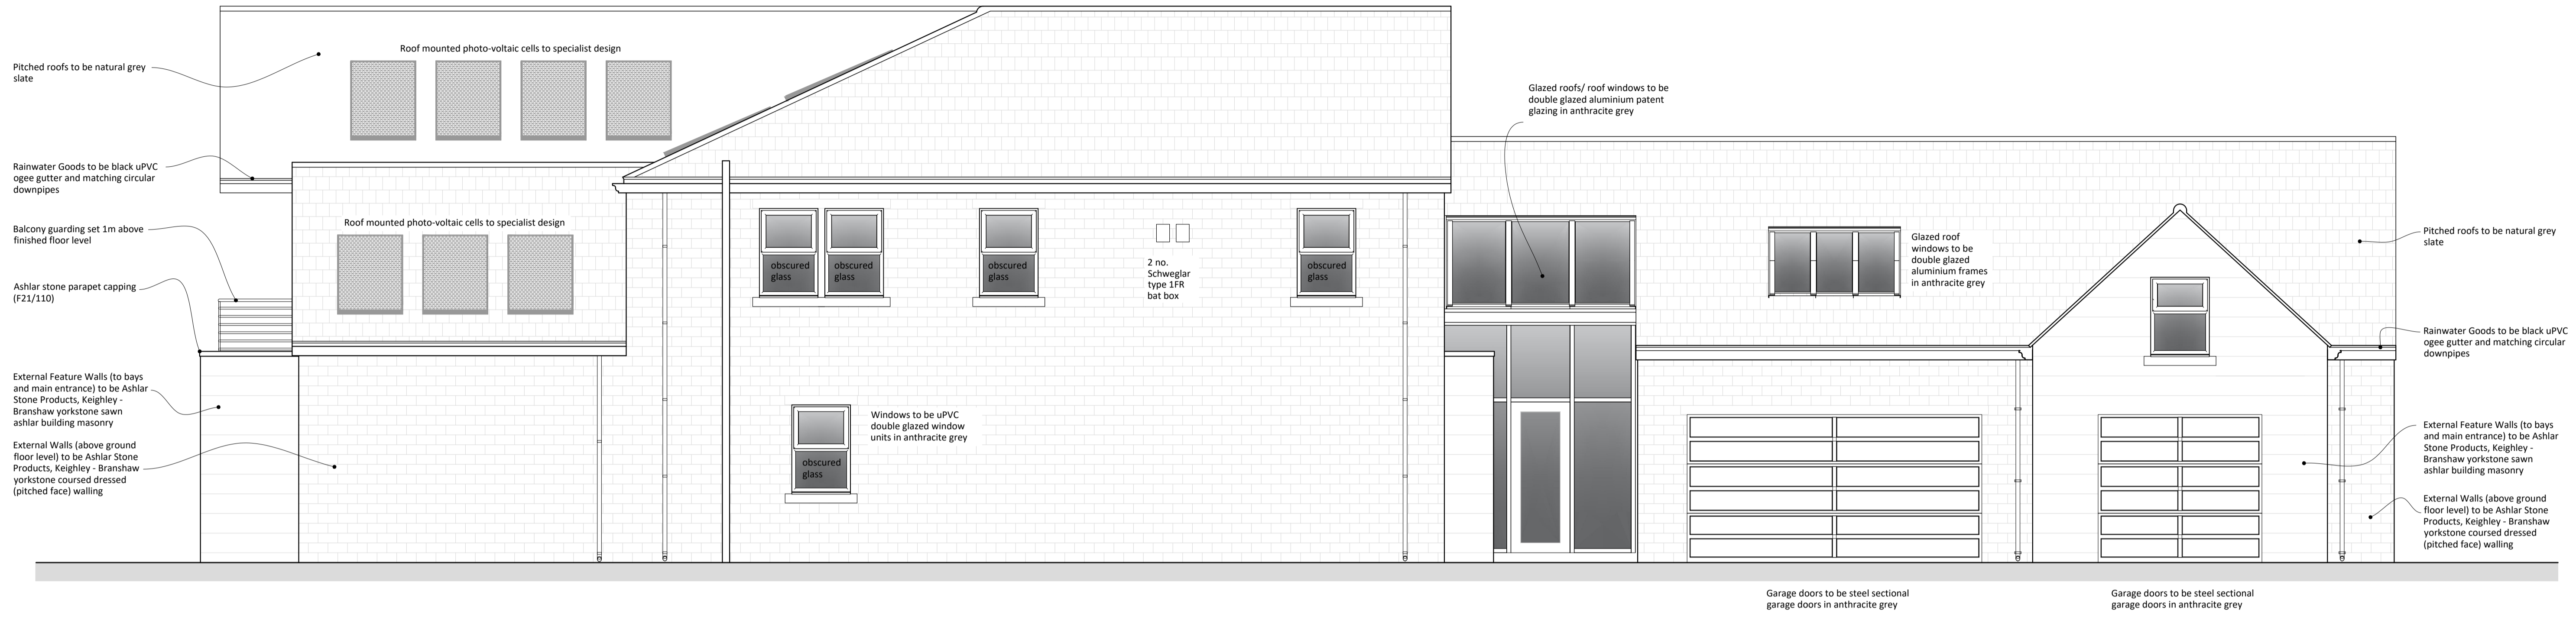 Pitched roofs to be natural grey
slate
Rainwater Goods to be black uPVC
ogee gutter and matching circular
downpipes
Balcony guarding set 1m above
finished floor level
Ashlar stone parapet capping
(F21/110)
External Feature Walls (to bays
and main entrance) to be Ashlar
Stone Products, Keighley -
Branshaw yorkstone sawn
ashlar building masonry
External Walls (above ground
floor level) to be Ashlar Stone
Products, Keighley - Branshaw
yorkstone coursed dressed
(pitched face) walling
Roof mounted photo-voltaic cells to specialist design
Roof mounted photo-voltaic cells to specialist design
obscured
glass
obscured
glass
obscured
glass
2 no.
Schweglar
type 1FR
bat box
obscured
glass
obscured
glass
Windows to be uPVC
double glazed window
units in anthracite grey
Glazed roofs/ roof windows to be
double glazed aluminium patent
glazing in anthracite grey
Glazed roof
windows to be
double glazed
aluminium frames
in anthracite grey
Pitched roofs to be natural grey
slate
Rainwater Goods to be black uPVC
ogee gutter and matching circular
downpipes
External Feature Walls (to bays
and main entrance) to be Ashlar
Stone Products, Keighley -
Branshaw yorkstone sawn
ashlar building masonry
External Walls (above ground
floor level) to be Ashlar Stone
Products, Keighley - Branshaw
yorkstone coursed dressed
(pitched face) walling
Garage doors to be steel sectional
garage doors in anthracite grey
Garage doors to be steel sectional
garage doors in anthracite grey